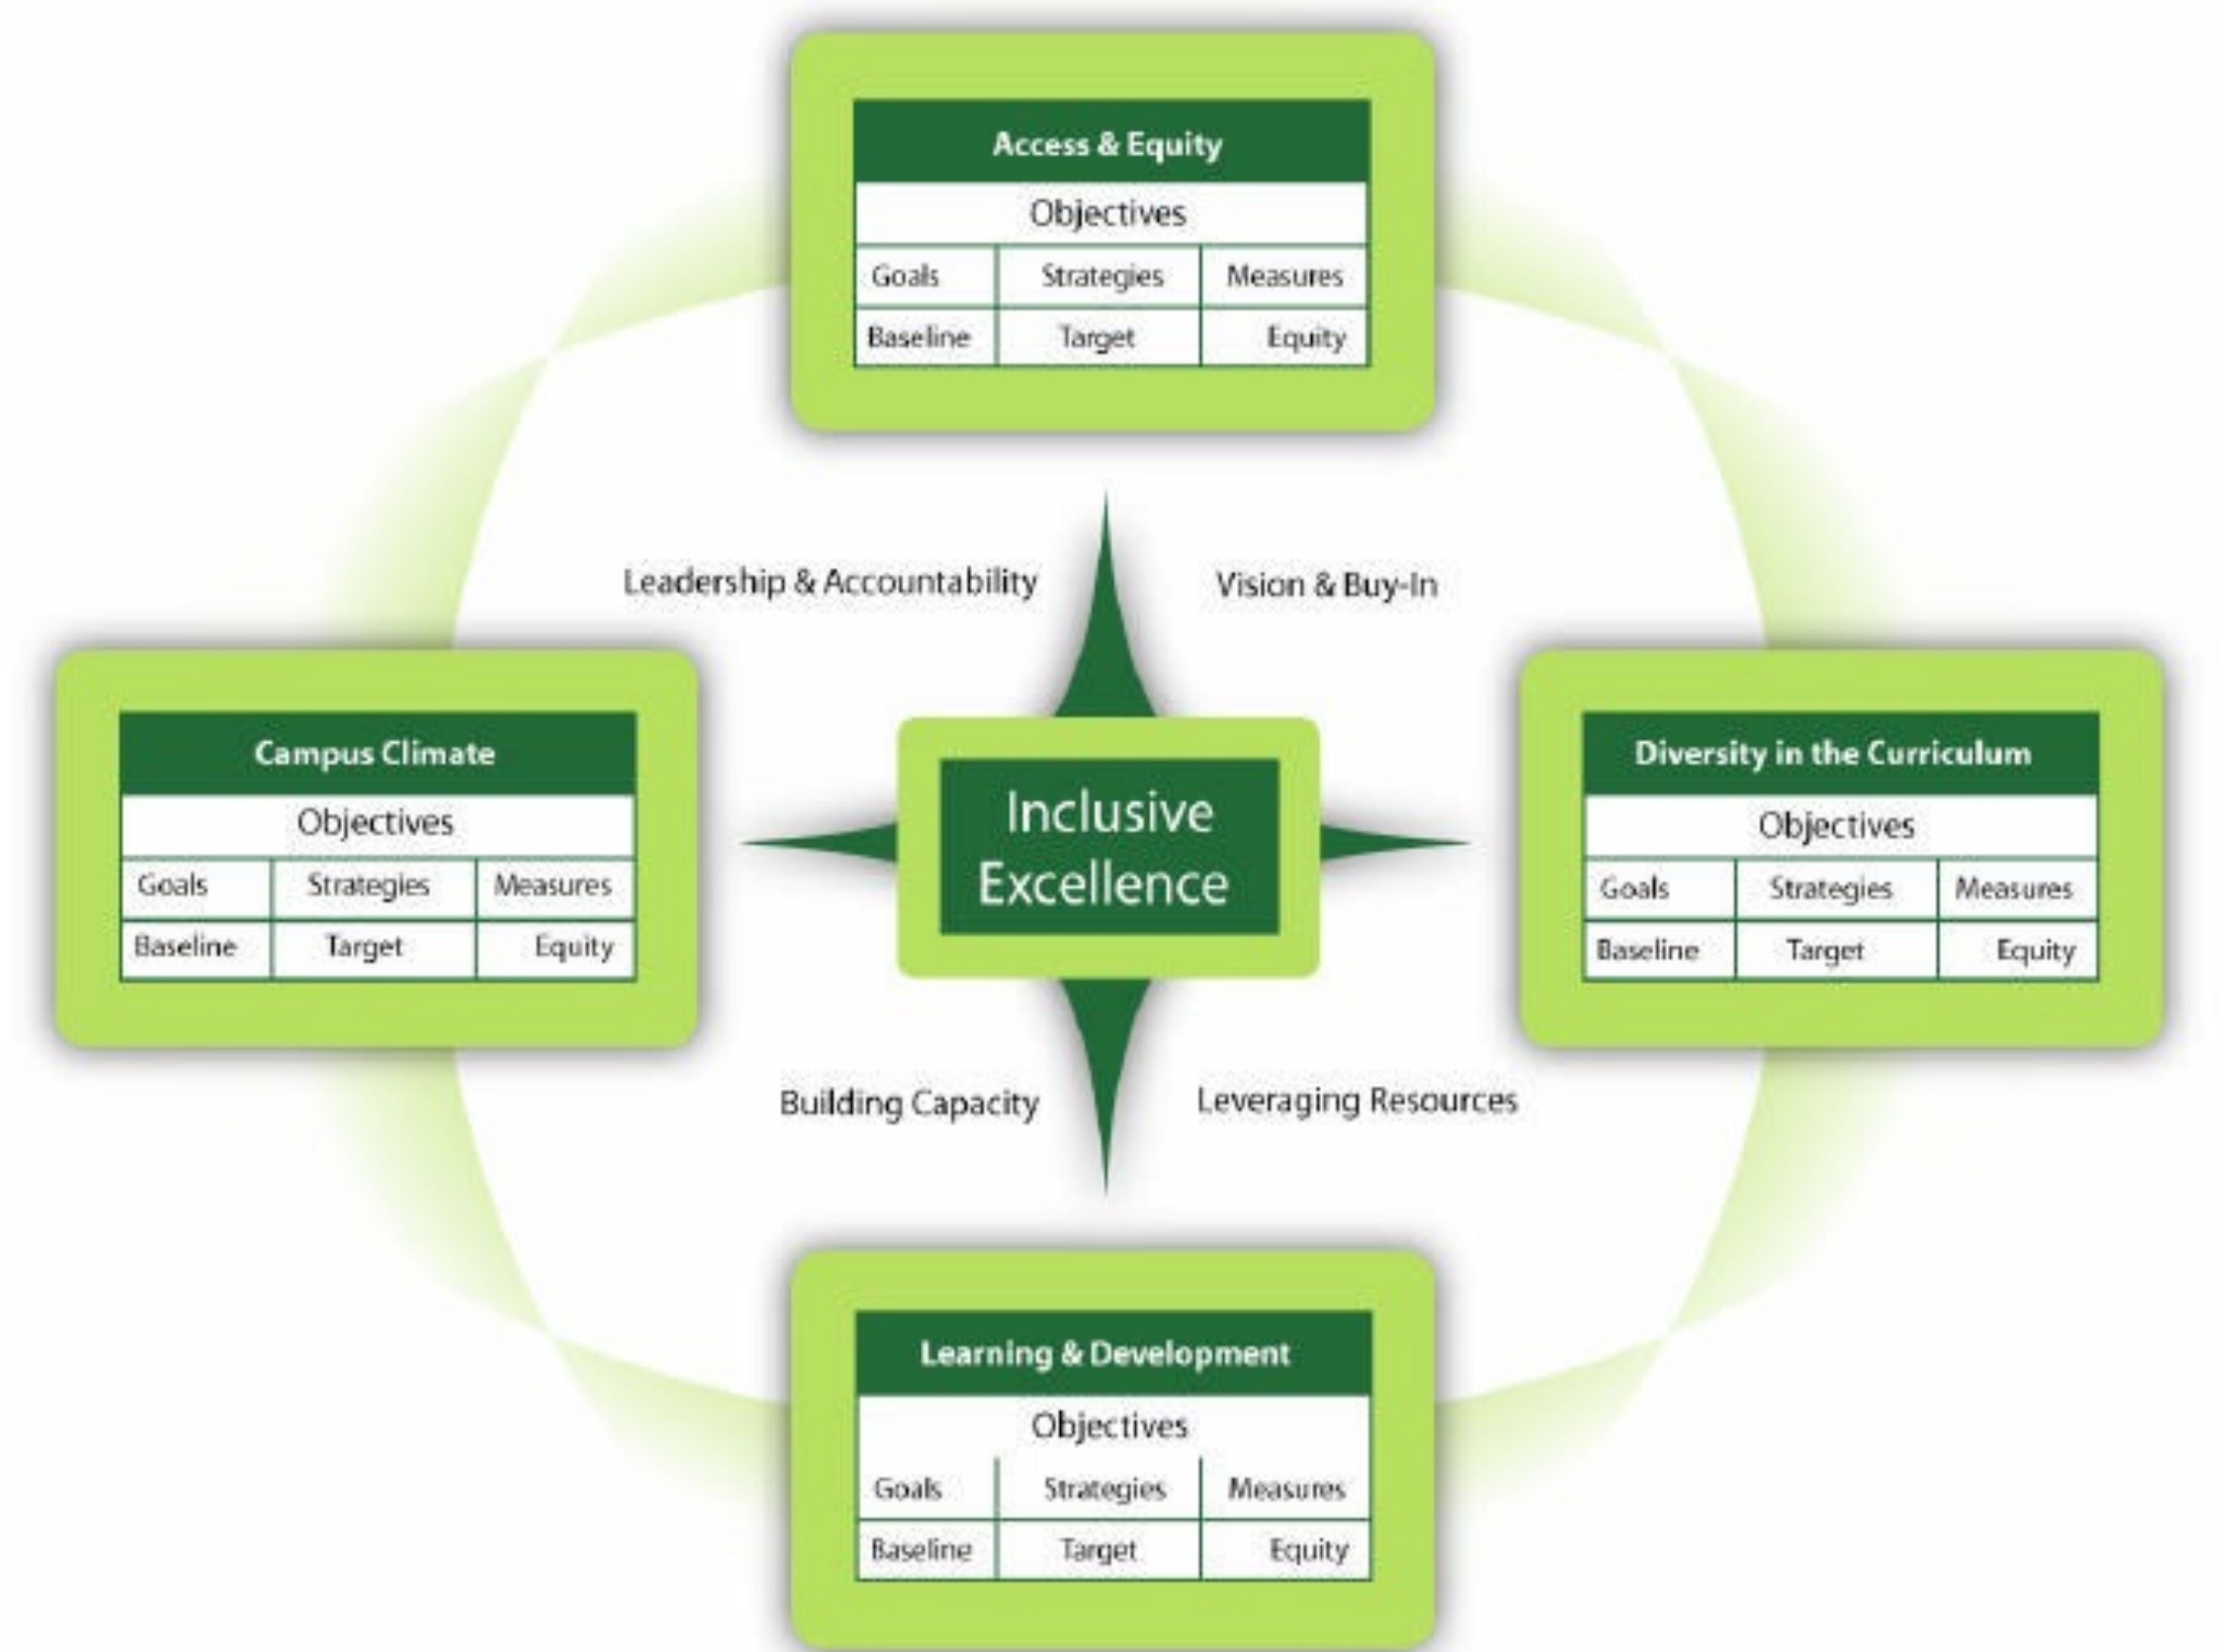 Access & Equity
Objectives
Goals Strategies Measures
Baseline Target Equity
Leadership & Accountability Vision & Buy-In
Campus Climate
Objectives
Goals Strategies Measures
Baseline Target Equity
Inclusive
Excellence
Diversity in the Curriculum
Objectives
Goals Strategies Measures
Baseline Target Equity
Building Capacity Leveraging Resources
Learning & Development
Objectives
Goals Strategies Measures
Baseline Target Equity